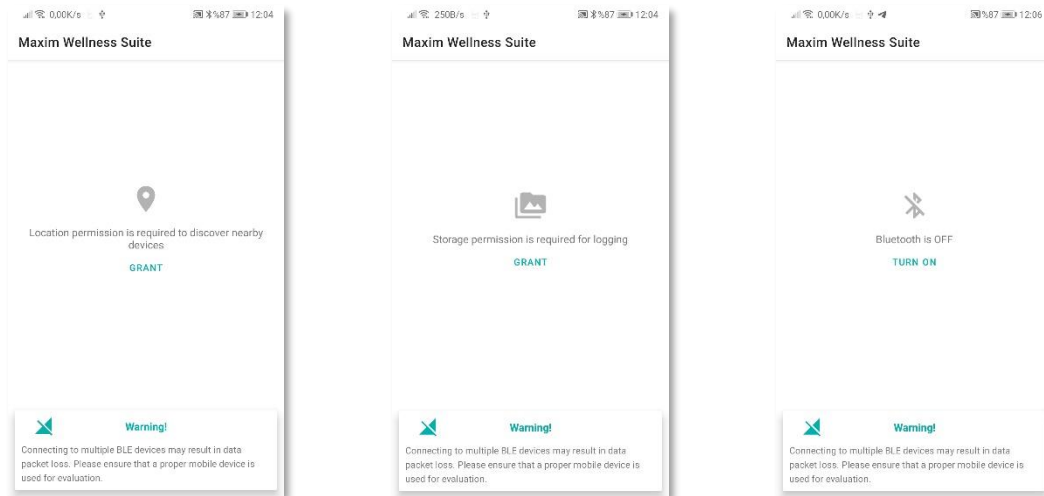 0,00K/s
%87 12:04
Maxim Wellness Suite
Location permission is required to discover nearby
devices
GRANT
Warning!
Connecting to multiple BLE devices may result in data
packet loss. Please ensure that a proper mobile device is
used for evaluation.
250B/s
%87 12:04
Maxim Wellness Suite
Storage permission is required for logging
GRANT
Warning!
Connecting to multiple BLE devices may result in data
packet loss. Please ensure that a proper mobile device is
used for evaluation.
0,00K/s
%87 12:06
Maxim Wellness Suite
Bluetooth is OFF
TURN ON
Warning!
Connecting to multiple BLE devices may result in data
packet loss. Please ensure that a proper mobile device is
used for evaluation.